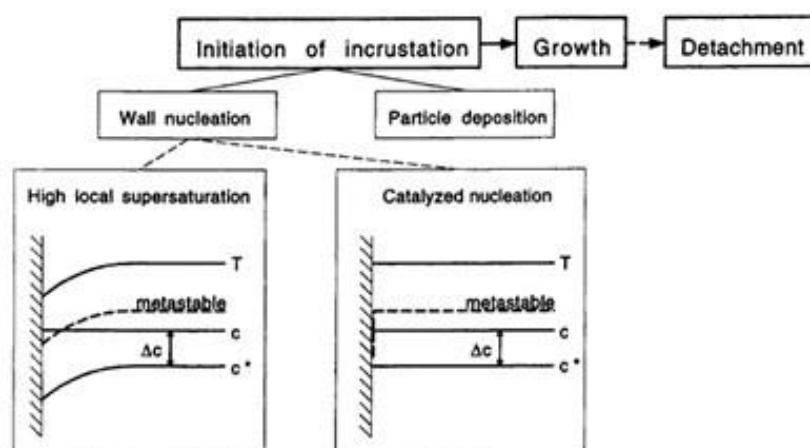 Initiation of incrustation
Growth
Detachment
Wall nucleation
Particle deposition
High local supersaturation
Catalyzed nucleation
T
metastable
c
Δc
c*
T
metastable
c
Δc
c*